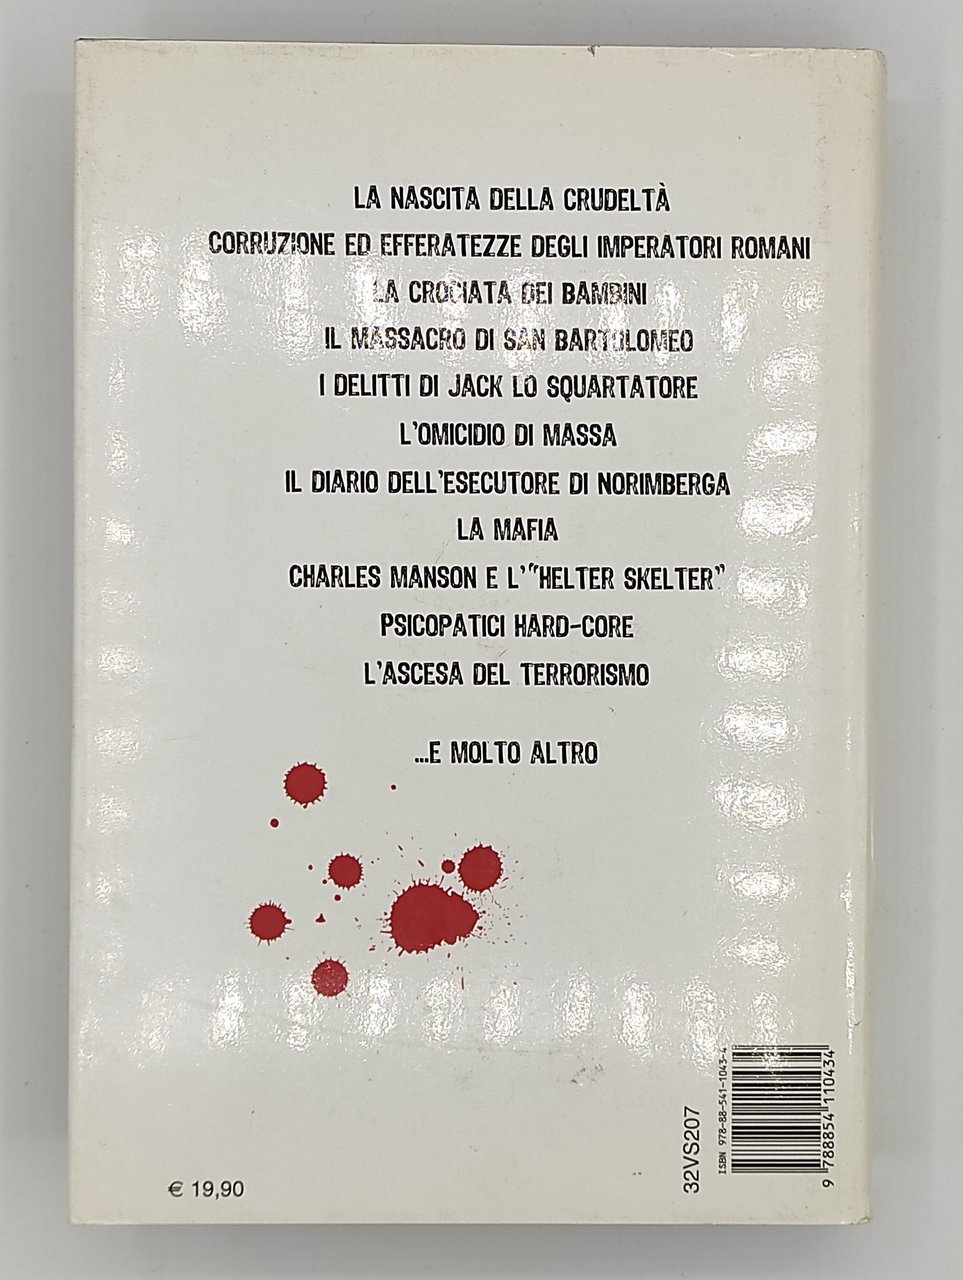 LA NASCITA DELLA CRUDELTÀ
CORRUZIONE ED EFFERATEZZE DEGLI IMPERATORI ROMANI
LA CROCIATA DEI BAMBINI
IL MASSACRO DI SAN BARTOLOMEO
I DELITTI DI JACK LO SQUARTATORE
L'OMICIDIO DI MASSA
IL DIARIO DELL'ESECUTORE DI NORIMBERGA
LA MAFIA
CHARLES MANSON E L'"HELTER SKELTER"
PSICOPATICI HARD-CORE
L'ASCESA DEL TERRORISMO
...E MOLTO ALTRO
€ 19,90
32VS207
ISBN 978-88-541-1043-4
9 788854 110434